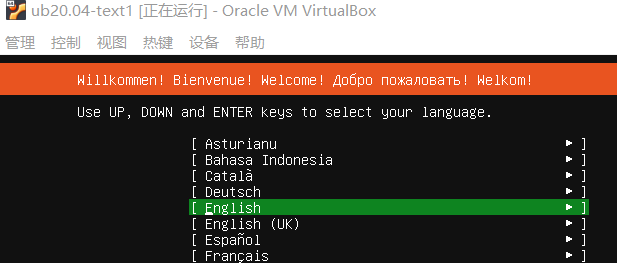 ub20.04-text1 [正在运行] - Oracle VM VirtualBox
管理 控制 视图 热键 设备 帮助
Willkommen! Bienvenue! Welcome! Добро пожаловать! Welkom!
Use UP, DOWN and ENTER keys to select your language.
[ Asturianu ► ]
[ Bahasa Indonesia ► ]
[ Català ► ]
[ Deutsch ► ]
[ English ► ]
[ English (UK) ► ]
[ Español ► ]
[ Français ► ]